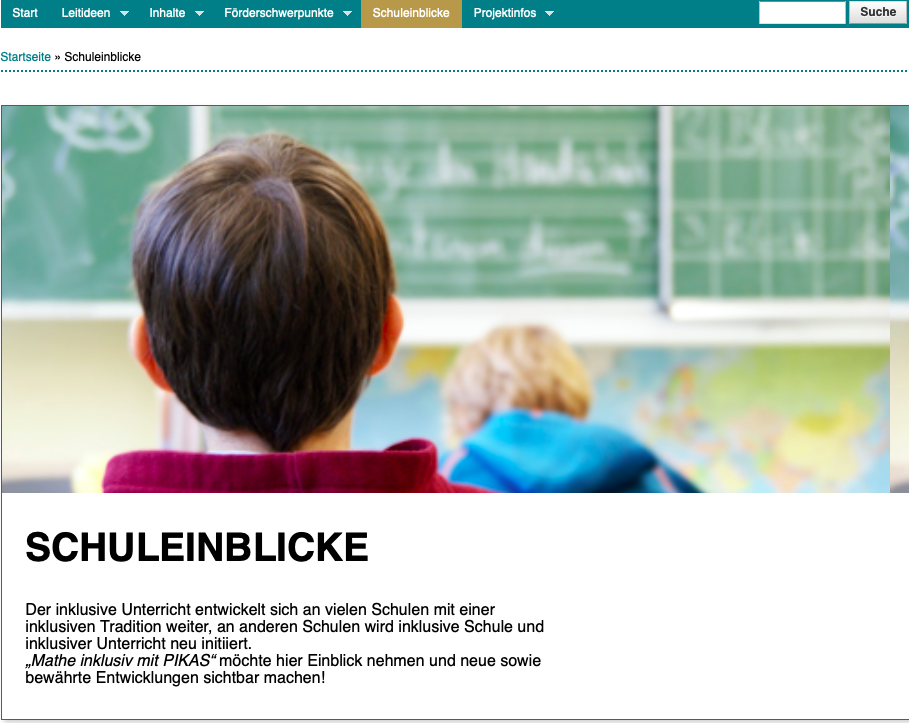 Start Leitideen Inhalte Förderschwerpunkte Schuleinblicke Projektinfos Suche
Startseite » Schuleinblicke
SCHULEINBLICKE
Der inklusive Unterricht entwickelt sich an vielen Schulen mit einer
inklusiven Tradition weiter, an anderen Schulen wird inklusive Schule und
inklusiver Unterricht neu initiiert.
„Mathe inklusiv mit PIKAS“ möchte hier Einblick nehmen und neue sowie
bewährte Entwicklungen sichtbar machen!